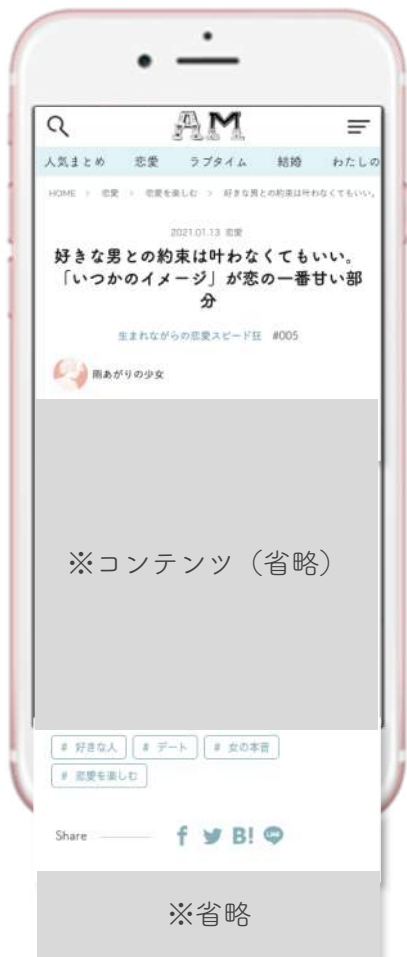 AM
人気まとめ 恋愛 ラブタイム 結婚 わたしの
HOME > 恋愛 > 恋愛を楽しむ > 好きな男との約束は叶わなくてもいい。
2021.01.13 恋愛
好きな男との約束は叶わなくてもいい。
「いつかのイメージ」が恋の一番甘い部
分
生まれながらの恋愛スピード狂 #005
雨あがりの少女
※コンテンツ（省略）
# 好きな人 # デート # 女の本音
# 恋愛を楽しむ
Share f B! LINE
※省略